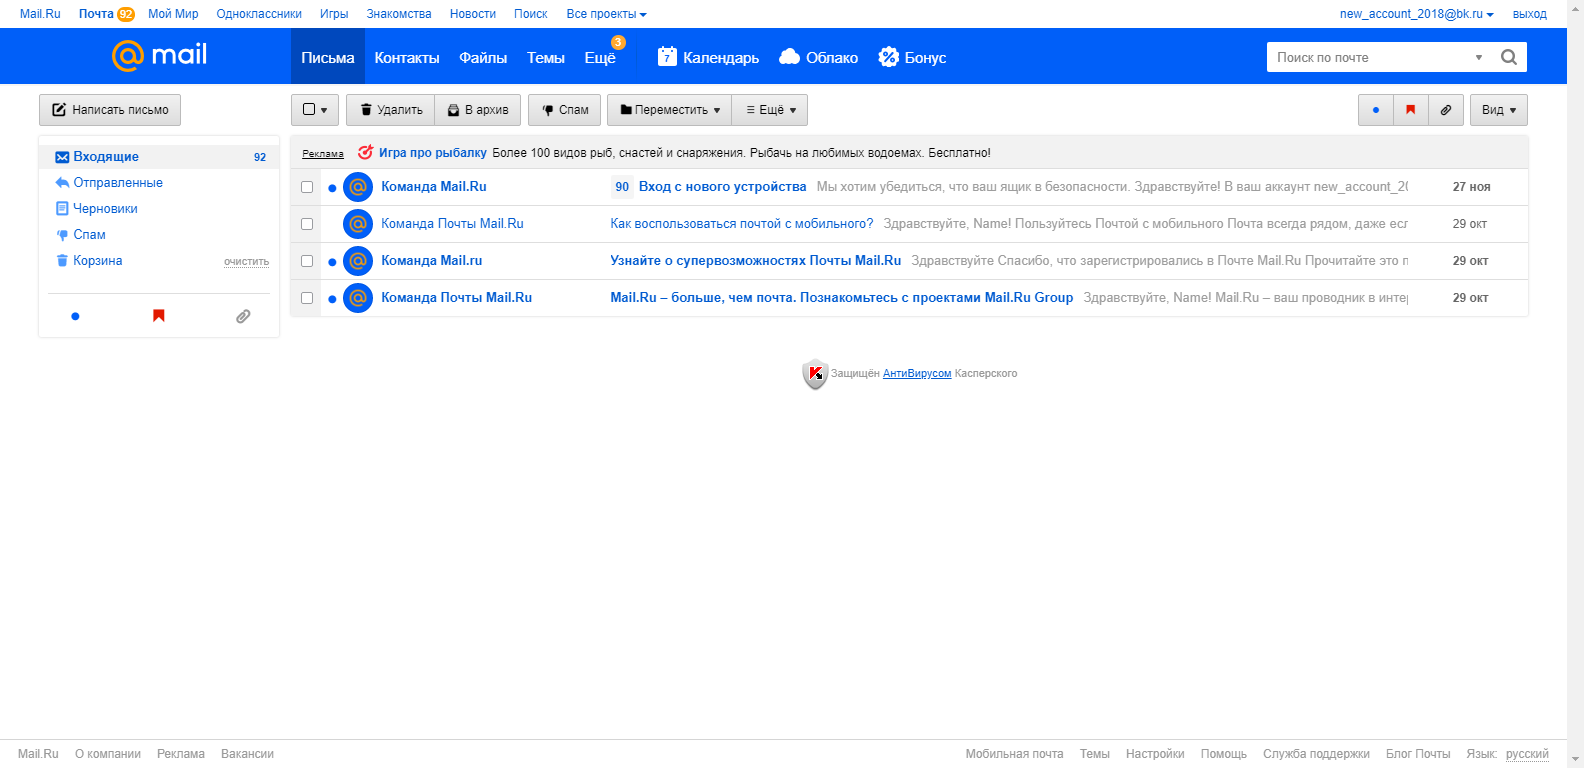 Mail.Ru Почта 92 Мой Мир Одноклассники Игры Знакомства Новости Поиск Все проекты new_account_2018@bk.ru выход
@mail Письма Контакты Файлы Темы Ещё 3 7 Календарь Облако Бонус Поиск по почте
Написать письмо Удалить В архив Спам Переместить Ещё Вид
Входящие 92
Отправленные
Черновики
Спам
Корзина очистить
Реклама Игра про рыбалку Более 100 видов рыб, снастей и снаряжения. Рыбачь на любимых водоемах. Бесплатно!
Команда Mail.Ru 90 Вход с нового устройства Мы хотим убедиться, что ваш ящик в безопасности. Здравствуйте! В ваш аккаунт new_account_20 27 ноя
Команда Почты Mail.Ru Как воспользоваться почтой с мобильного? Здравствуйте, Name! Пользуйтесь Почтой с мобильного Почта всегда рядом, даже есл 29 окт
Команда Mail.ru Узнайте о супервозможностях Почты Mail.Ru Здравствуйте Спасибо, что зарегистрировались в Почте Mail.Ru Прочитайте это п 29 окт
Команда Почты Mail.Ru Mail.Ru – больше, чем почта. Познакомьтесь с проектами Mail.Ru Group Здравствуйте, Name! Mail.Ru – ваш проводник в интер 29 окт
Защищён АнтиВирусом Касперского
Mail.Ru О компании Реклама Вакансии Мобильная почта Темы Настройки Помощь Служба поддержки Блог Почты Язык: русский